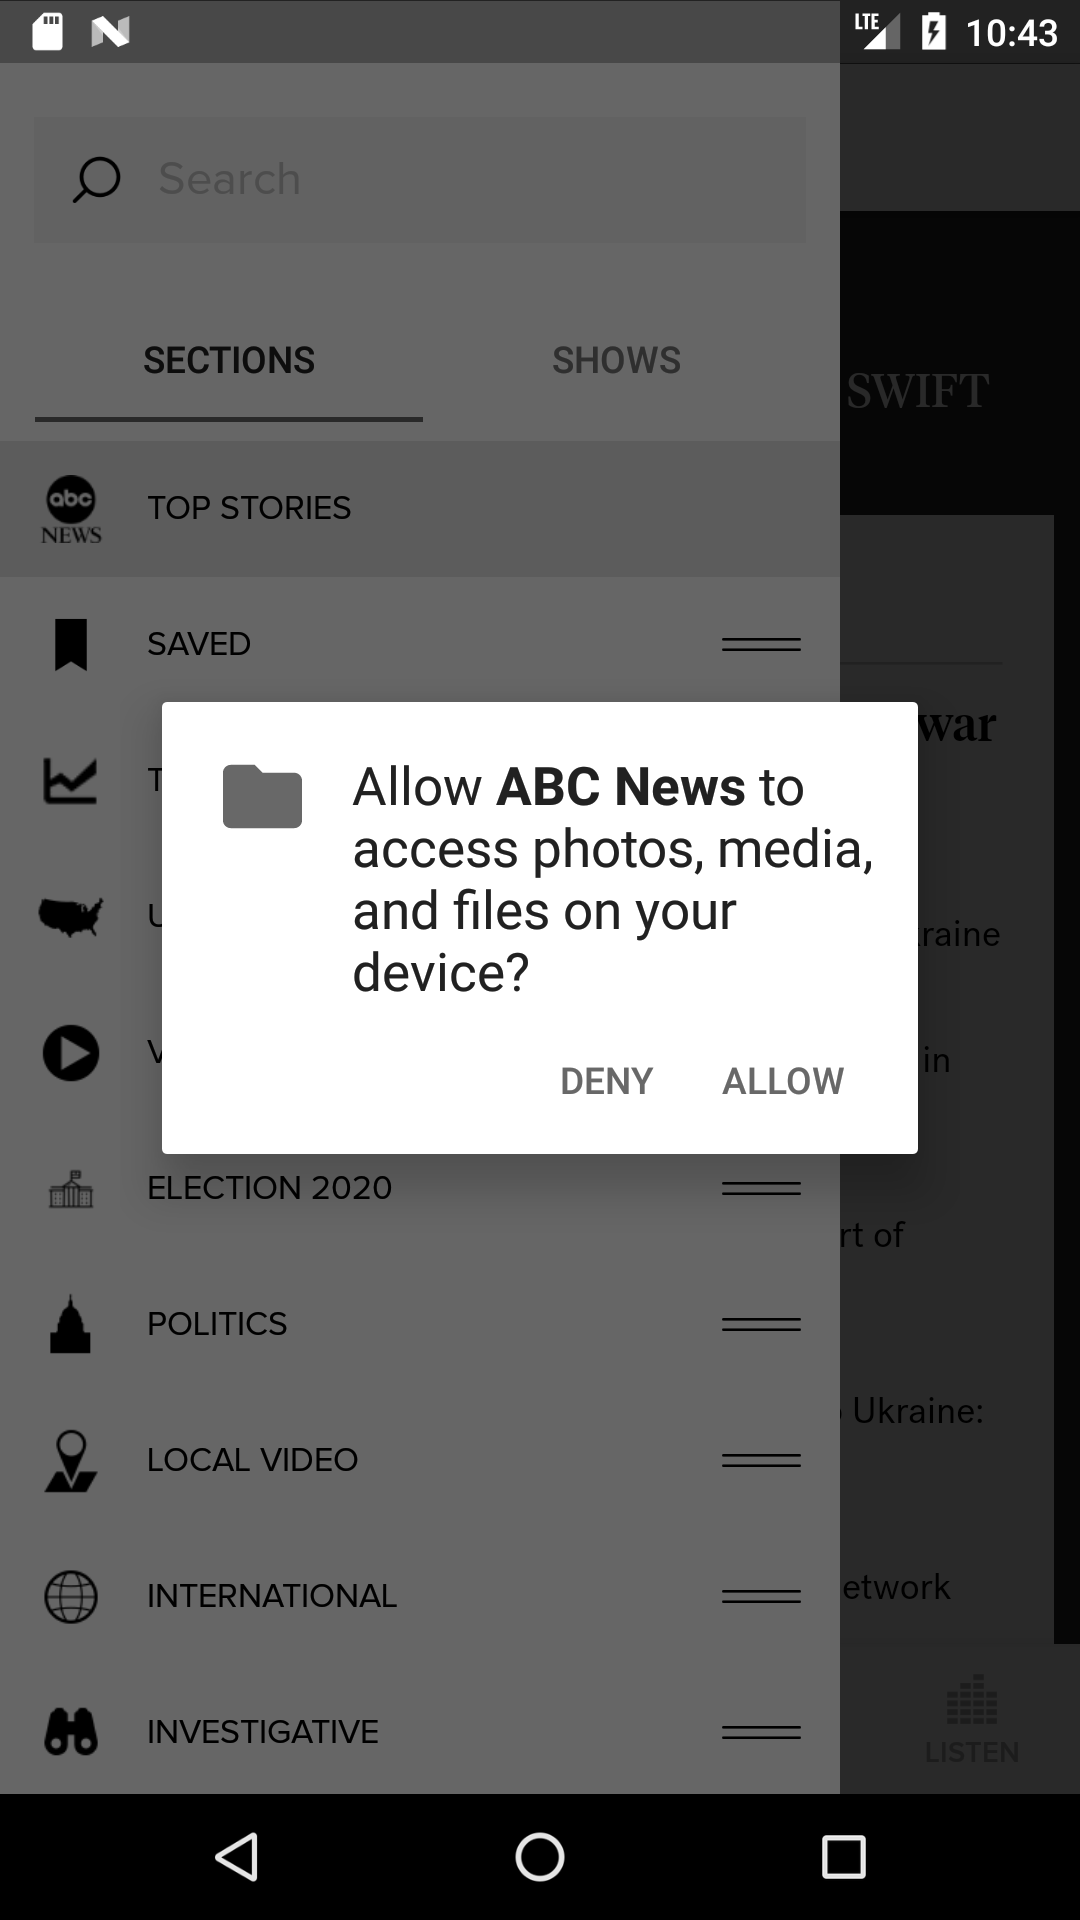 LTE 10:43
Search
SECTIONS SHOWS
SWIFT
abc NEWS TOP STORIES
SAVED
war
T
Allow ABC News to
access photos, media,
and files on your
device?
U
raine
V
in
DENY ALLOW
ELECTION 2020
rt of
POLITICS
Ukraine:
LOCAL VIDEO
etwork
INTERNATIONAL
INVESTIGATIVE
LISTEN